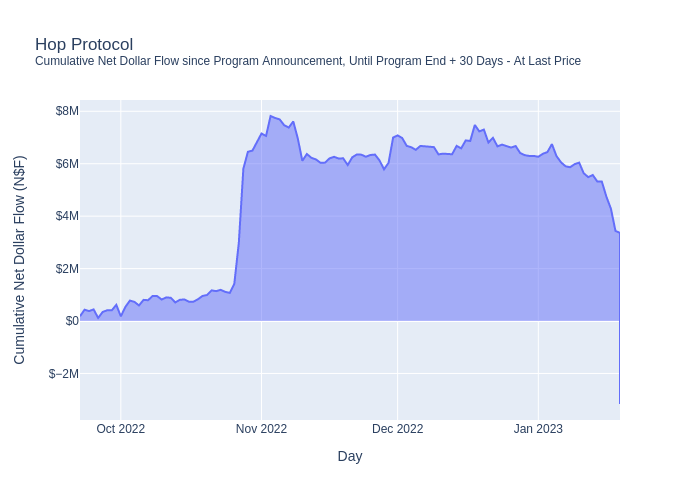 Hop Protocol
Cumulative Net Dollar Flow since Program Announcement, Until Program End + 30 Days - At Last Price
$8M
$6M
$4M
$2M
$0
$−2M
Cumulative Net Dollar Flow (N$F)
Oct 2022
Nov 2022
Dec 2022
Jan 2023
Day